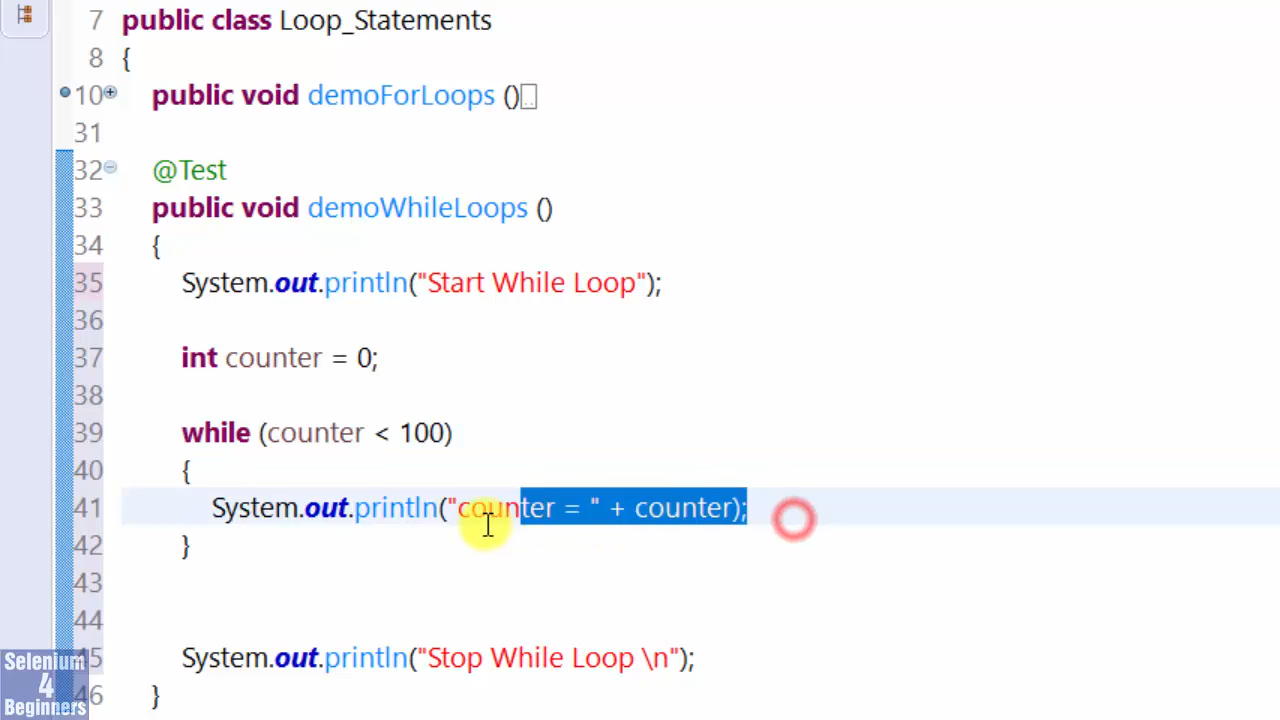 7 public class Loop_Statements
8 {
10 public void demoForLoops ()
31
32 @Test
33 public void demoWhileLoops ()
34 {
35 System.out.println("Start While Loop");
36
37 int counter = 0;
38
39 while (counter < 100)
40 {
41 System.out.println("counter = " + counter);
42 }
43
44
45 System.out.println("Stop While Loop \n");
46 }
Selenium
4
Beginners